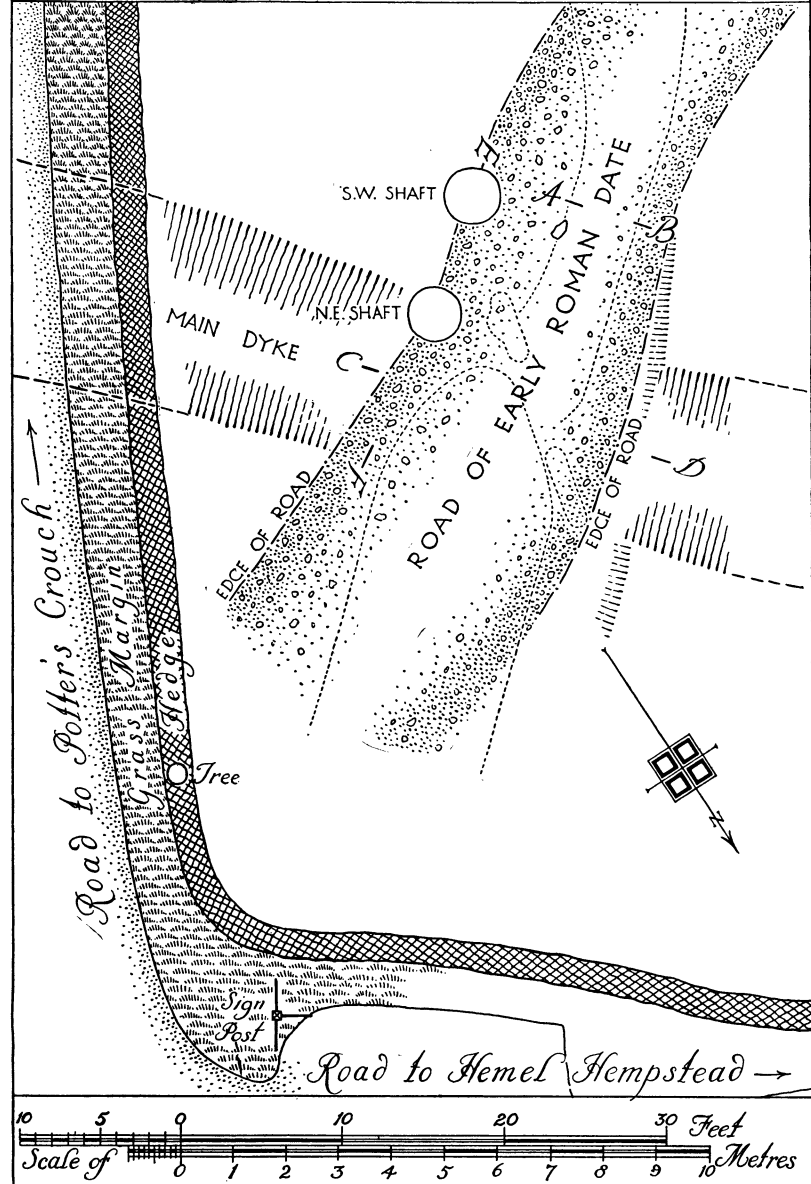 S.W. SHAFT
A
ROAD OF EARLY ROMAN DATE
B
N.E. SHAFT
MAIN DYKE
C
D
EDGE OF ROAD
EDGE OF ROAD
Road to Potter's Crouch
Grass Margin
Hedge
Tree
N
Sign
Post
Road to Hemel Hempstead
10 5 0 10 20 30 Feet
Scale of 0 1 2 3 4 5 6 7 8 9 10 Metres